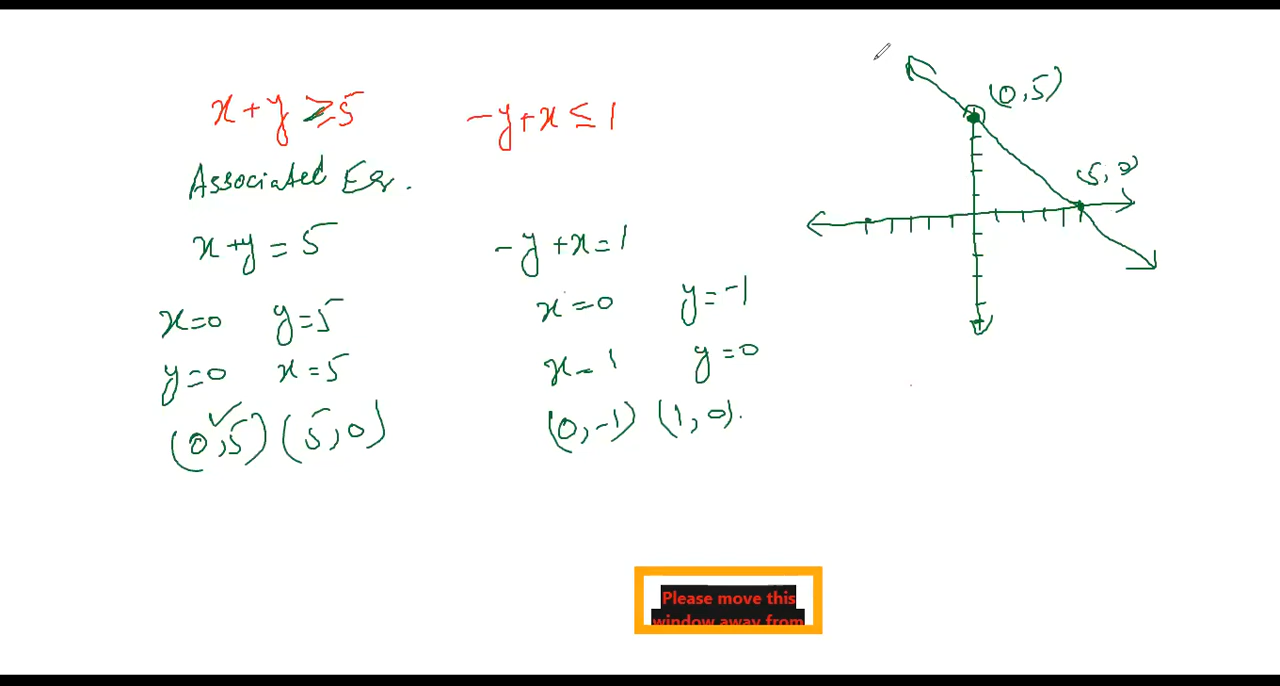 x + y ≥ 5    -y + x ≤ 1
Associated Eq.
x + y = 5    -y + x = 1
x = 0    y = 5    x = 0    y = -1
y = 0    x = 5    x = 1    y = 0
(0, 5) ✓ (5, 0)    (0, -1) (1, 0).
(0, 5)
(5, 0)
Please move this
window away from